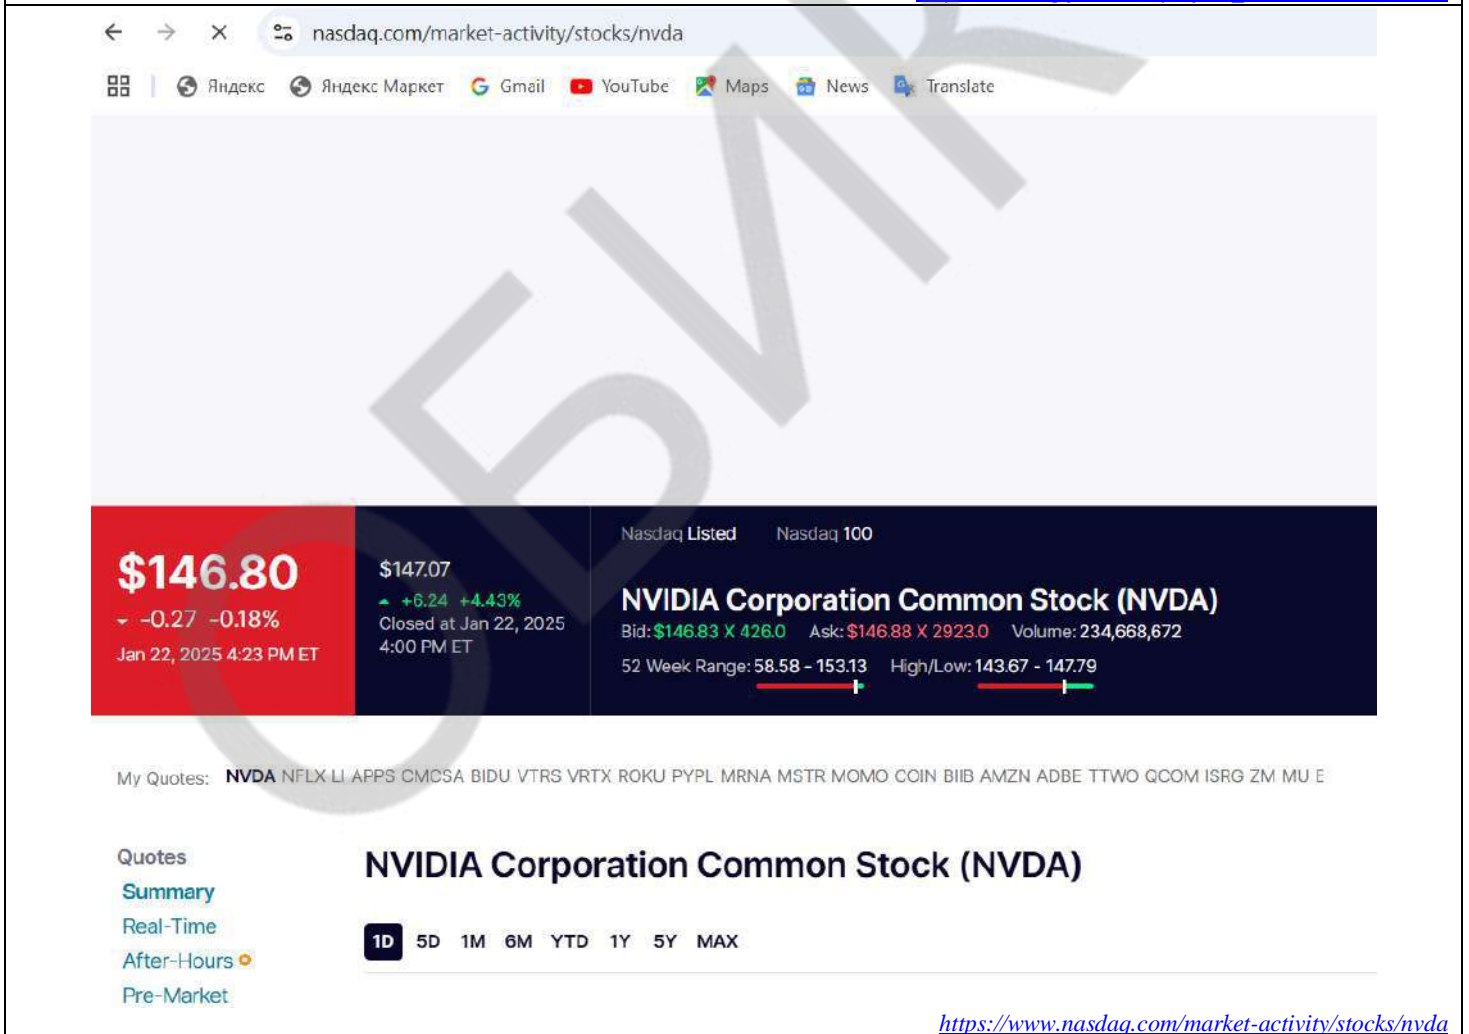 nasdaq.com/market-activity/stocks/nvda
Яндекс Яндекс Маркет Gmail YouTube Maps News Translate
ОБИК
Nasdaq Listed Nasdaq 100
$146.80
-0.27 -0.18%
Jan 22, 2025 4:23 PM ET
$147.07
+6.24 +4.43%
Closed at Jan 22, 2025
4:00 PM ET
NVIDIA Corporation Common Stock (NVDA)
Bid: $146.83 X 426.0 Ask: $146.88 X 2923.0 Volume: 234,668,672
52 Week Range: 58.58 - 153.13 High/Low: 143.67 - 147.79
My Quotes: NVDA NFLX LI APPS CMCSA BIDU VTRS VRTX ROKU PYPL MRNA MSTR MOMO COIN BIIB AMZN ADBE TTWO QCOM ISRG ZM MU E
Quotes
Summary
Real-Time
After-Hours
Pre-Market
NVIDIA Corporation Common Stock (NVDA)
1D 5D 1M 6M YTD 1Y 5Y MAX
https://www.nasdaq.com/market-activity/stocks/nvda